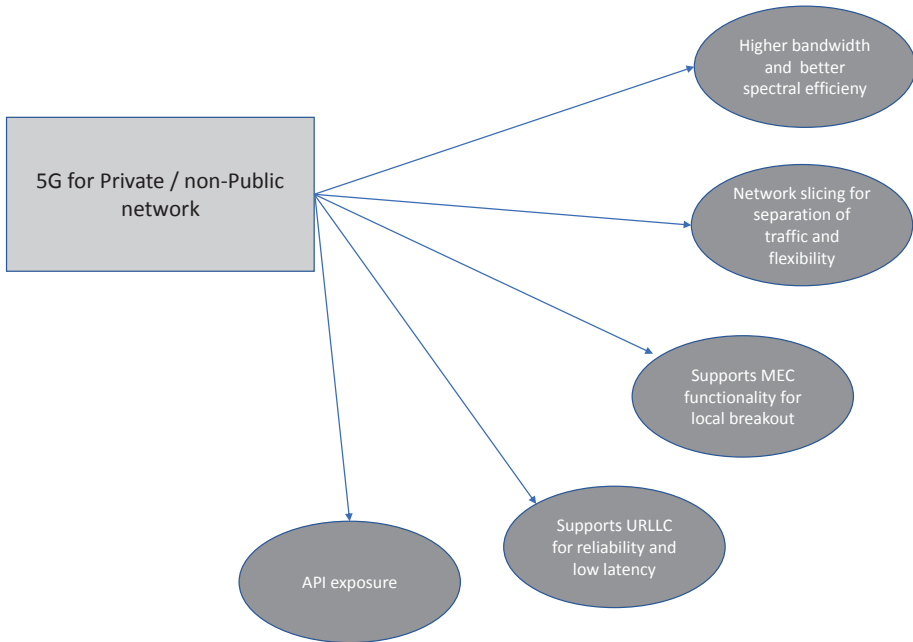 5G for Private / non-Public
network
Higher bandwidth
and better
spectral efficieny
Network slicing for
separation of
traffic and
flexibility
Supports MEC
functionality for
local breakout
Supports URLLC
for reliability and
low latency
API exposure